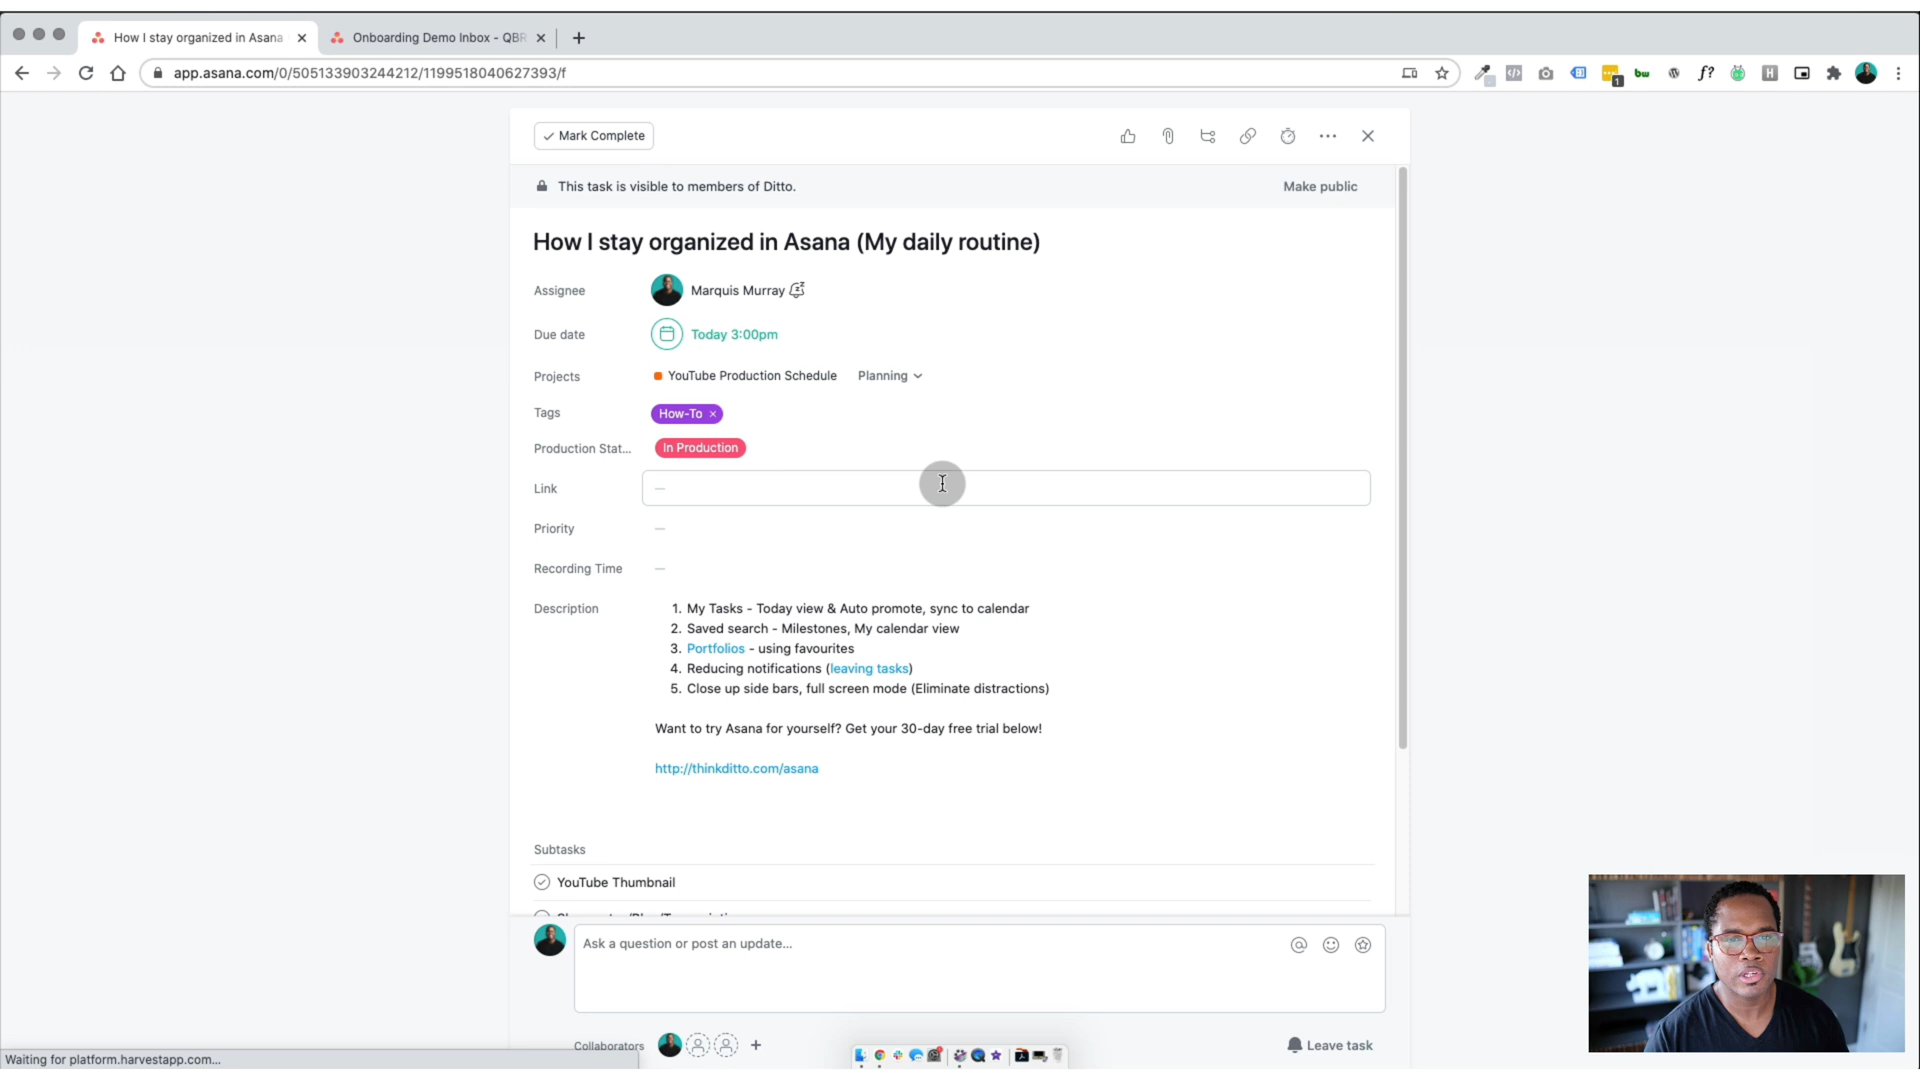 How I stay organized in Asana
Onboarding Demo Inbox - QBR
app.asana.com/0/505133903244212/1199518040627393/f
f?
H
1
bw
Mark Complete
This task is visible to members of Ditto.
Make public
How I stay organized in Asana (My daily routine)
Assignee
Marquis Murray
Due date
Today 3:00pm
Projects
YouTube Production Schedule
Planning
Tags
How-To ×
Production Stat...
In Production
Link
—
Priority
—
Recording Time
—
Description
1. My Tasks - Today view & Auto promote, sync to calendar
2. Saved search - Milestones, My calendar view
3. Portfolios - using favourites
4. Reducing notifications (leaving tasks)
5. Close up side bars, full screen mode (Eliminate distractions)
Want to try Asana for yourself? Get your 30-day free trial below!
http://thinkditto.com/asana
Subtasks
YouTube Thumbnail
Ask a question or post an update...
Collaborators
Leave task
Waiting for platform.harvestapp.com...